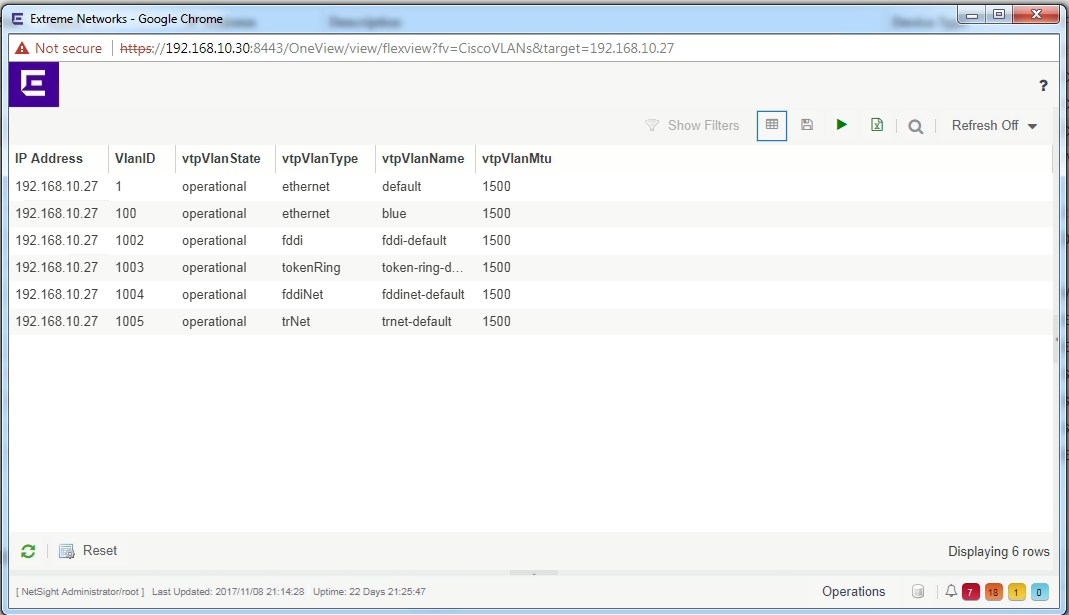 Extreme Networks - Google Chrome
Not secure https://192.168.10.30:8443/OneView/view/flexview?fv=CiscoVLANs&target=192.168.10.27
?
Show Filters Refresh Off
IP Address VlanID vtpVlanState vtpVlanType vtpVlanName vtpVlanMtu
192.168.10.27 1 operational ethernet default 1500
192.168.10.27 100 operational ethernet blue 1500
192.168.10.27 1002 operational fddi fddi-default 1500
192.168.10.27 1003 operational tokenRing token-ring-d... 1500
192.168.10.27 1004 operational fddiNet fddinet-default 1500
192.168.10.27 1005 operational trNet trnet-default 1500
Reset Displaying 6 rows
[ NetSight Administrator/root ] Last Updated: 2017/11/08 21:14:28 Uptime: 22 Days 21:25:47 Operations 7 18 1 0